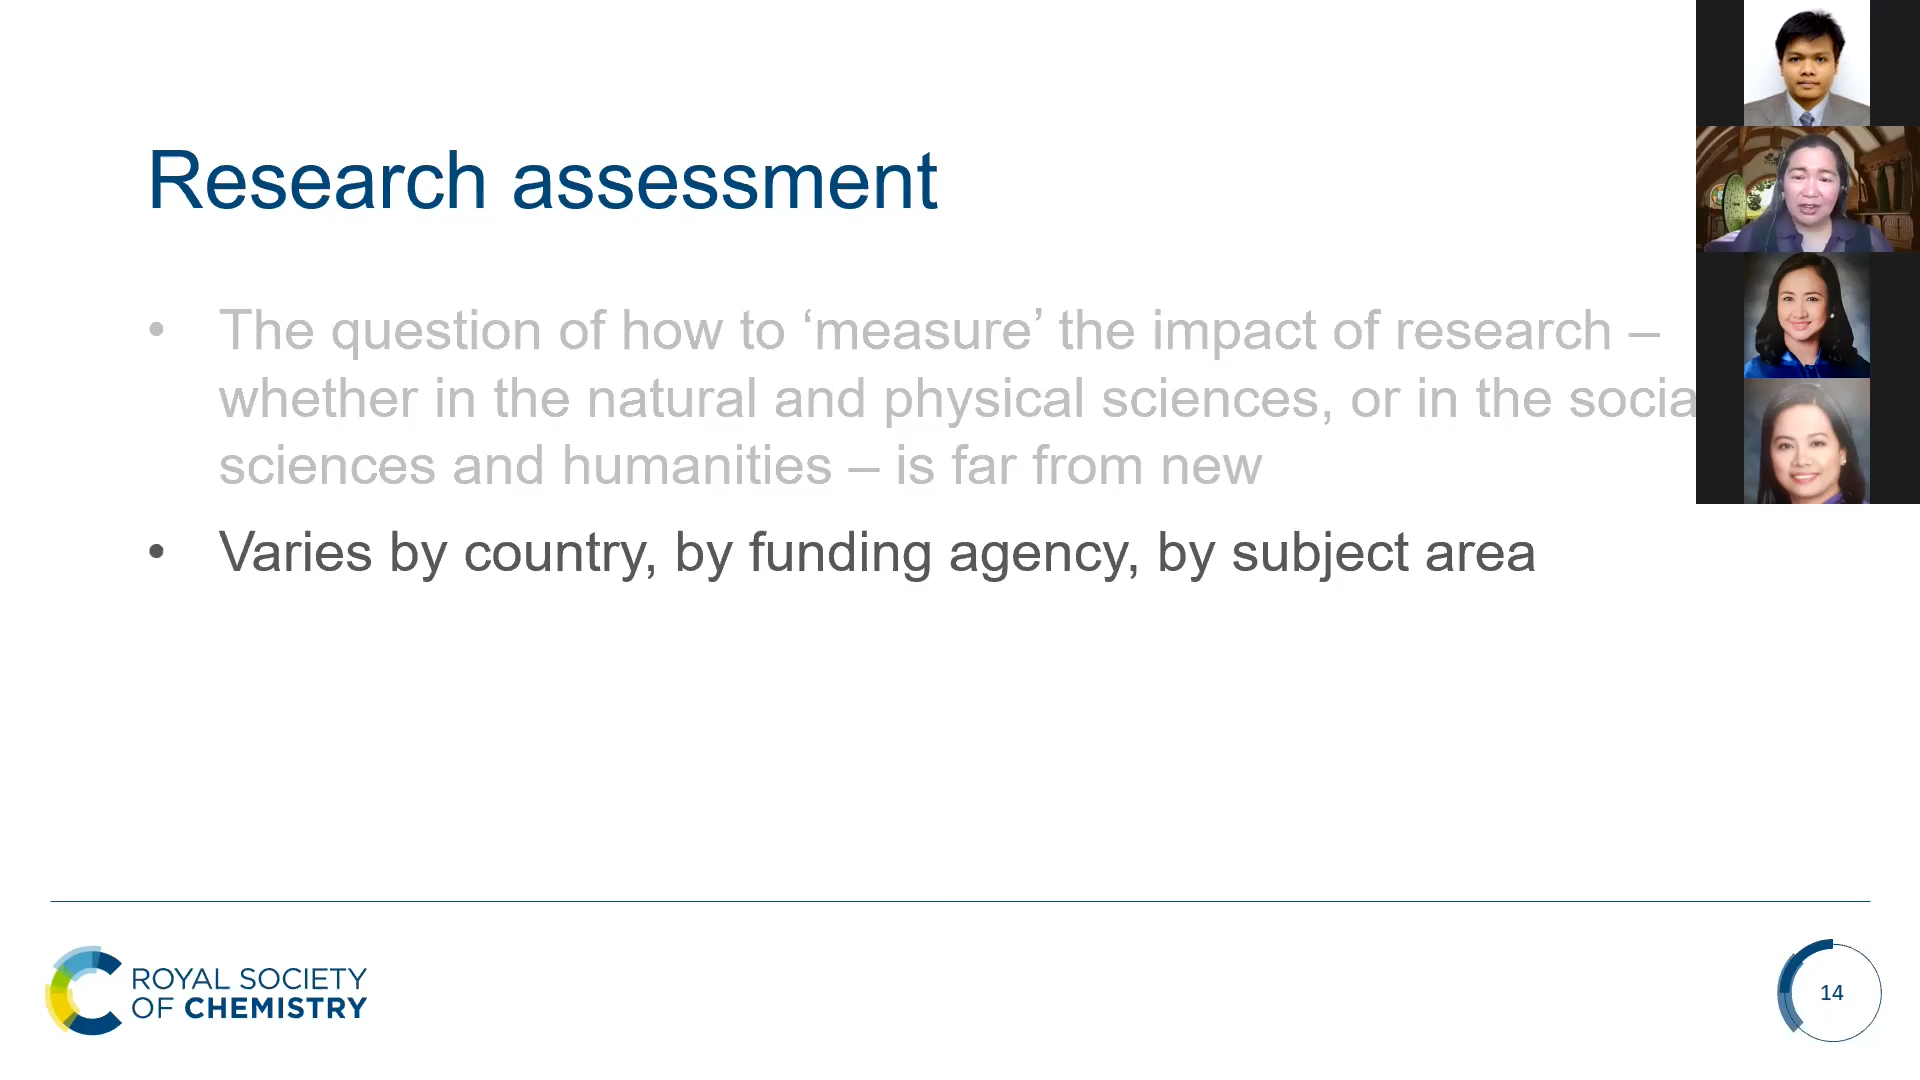 Research assessment
• The question of how to ‘measure’ the impact of research –
whether in the natural and physical sciences, or in the socia
sciences and humanities – is far from new
• Varies by country, by funding agency, by subject area
ROYAL SOCIETY
OF CHEMISTRY
14